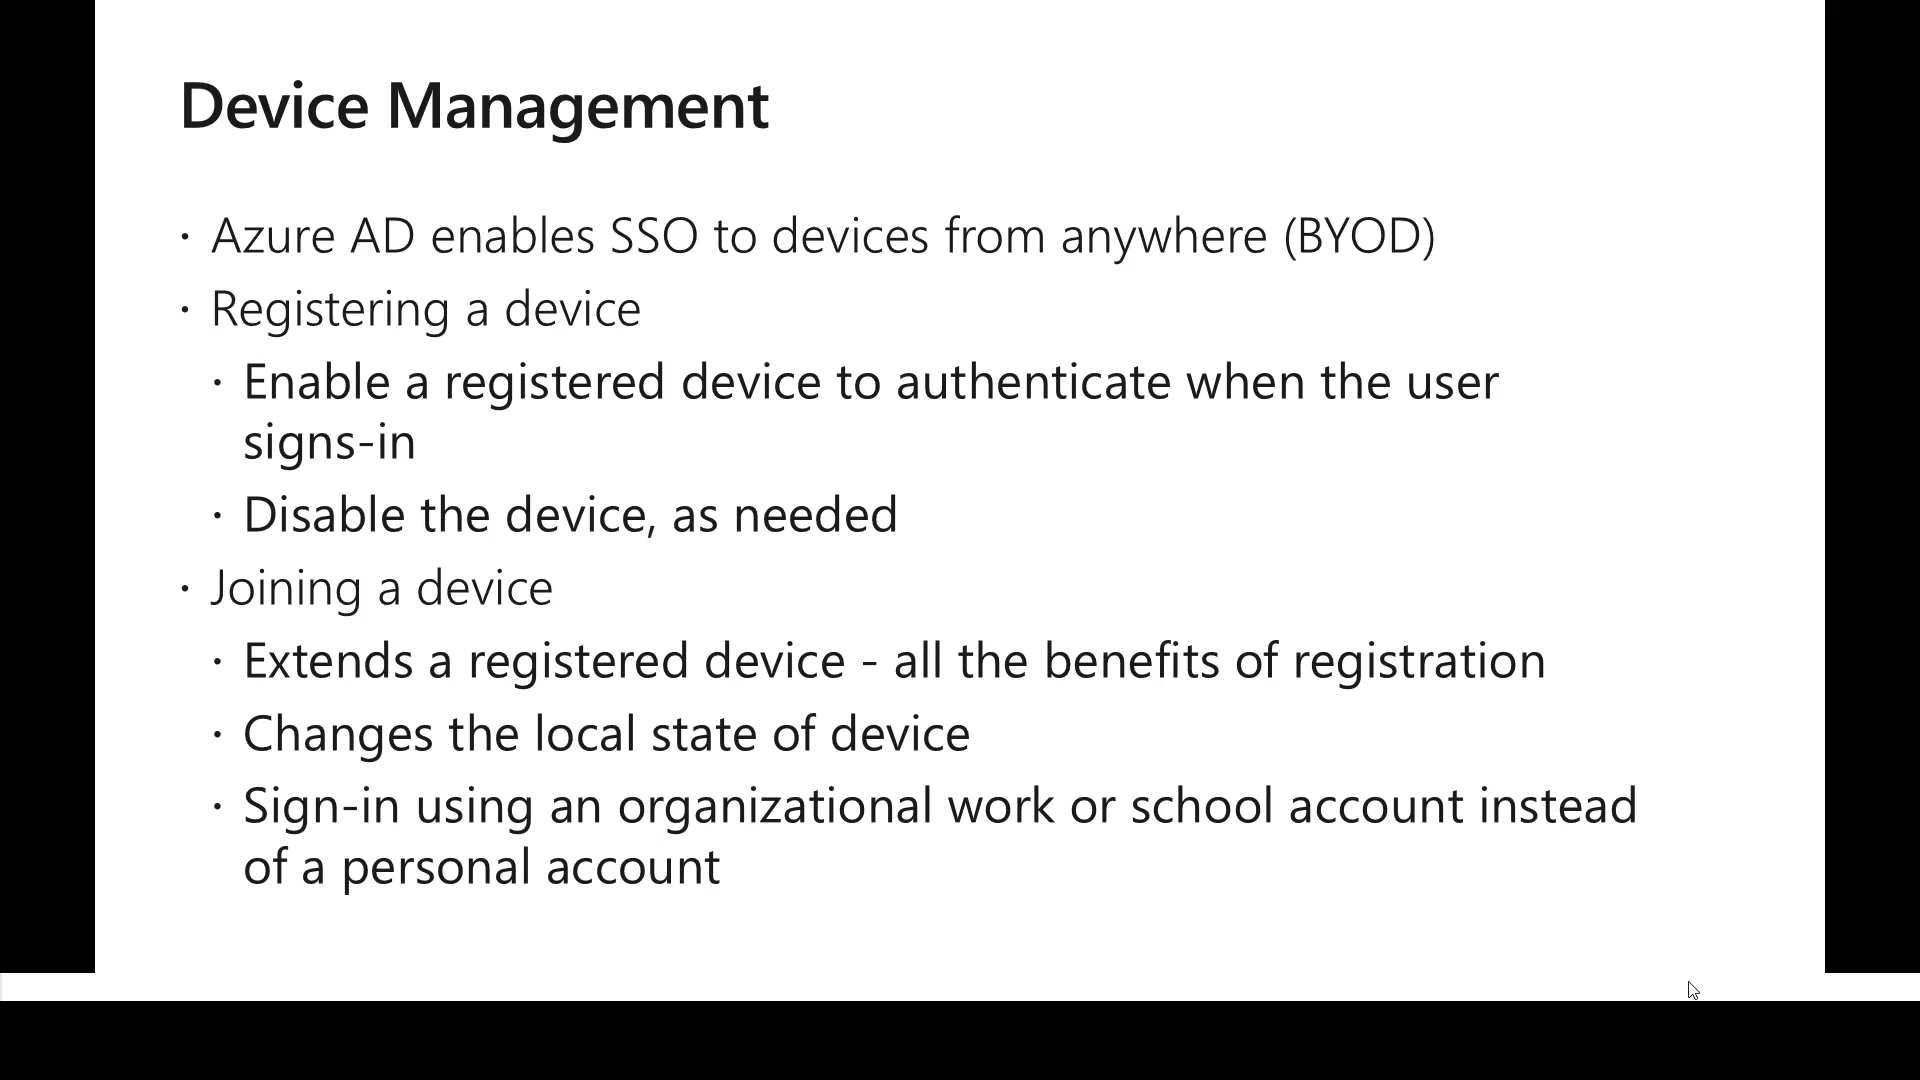 Device Management
· Azure AD enables SSO to devices from anywhere (BYOD)
· Registering a device
· Enable a registered device to authenticate when the user
signs-in
· Disable the device, as needed
· Joining a device
· Extends a registered device - all the benefits of registration
· Changes the local state of device
· Sign-in using an organizational work or school account instead
of a personal account